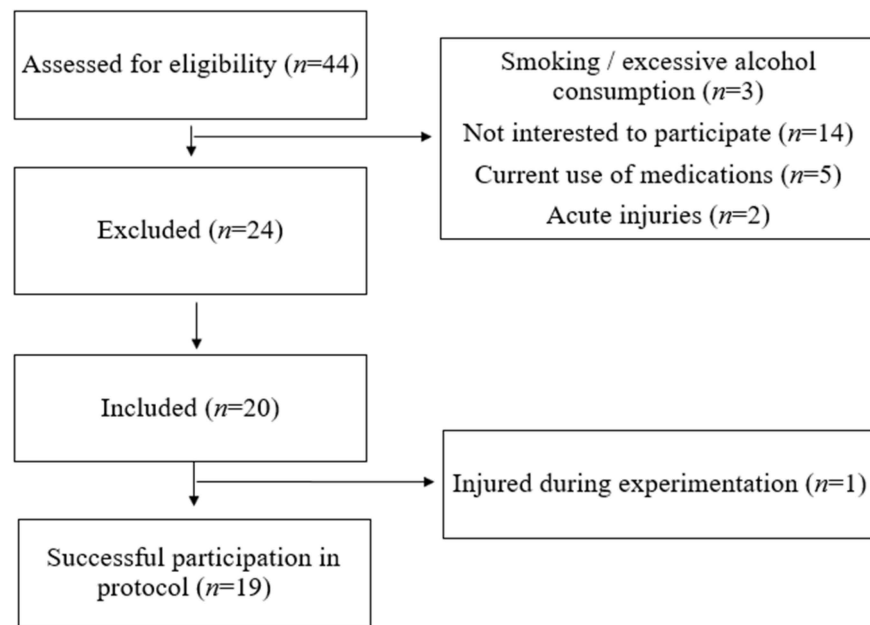 Assessed for eligibility (n=44)
Smoking / excessive alcohol
consumption (n=3)
Not interested to participate (n=14)
Current use of medications (n=5)
Acute injuries (n=2)
Excluded (n=24)
Included (n=20)
Injured during experimentation (n=1)
Successful participation in
protocol (n=19)